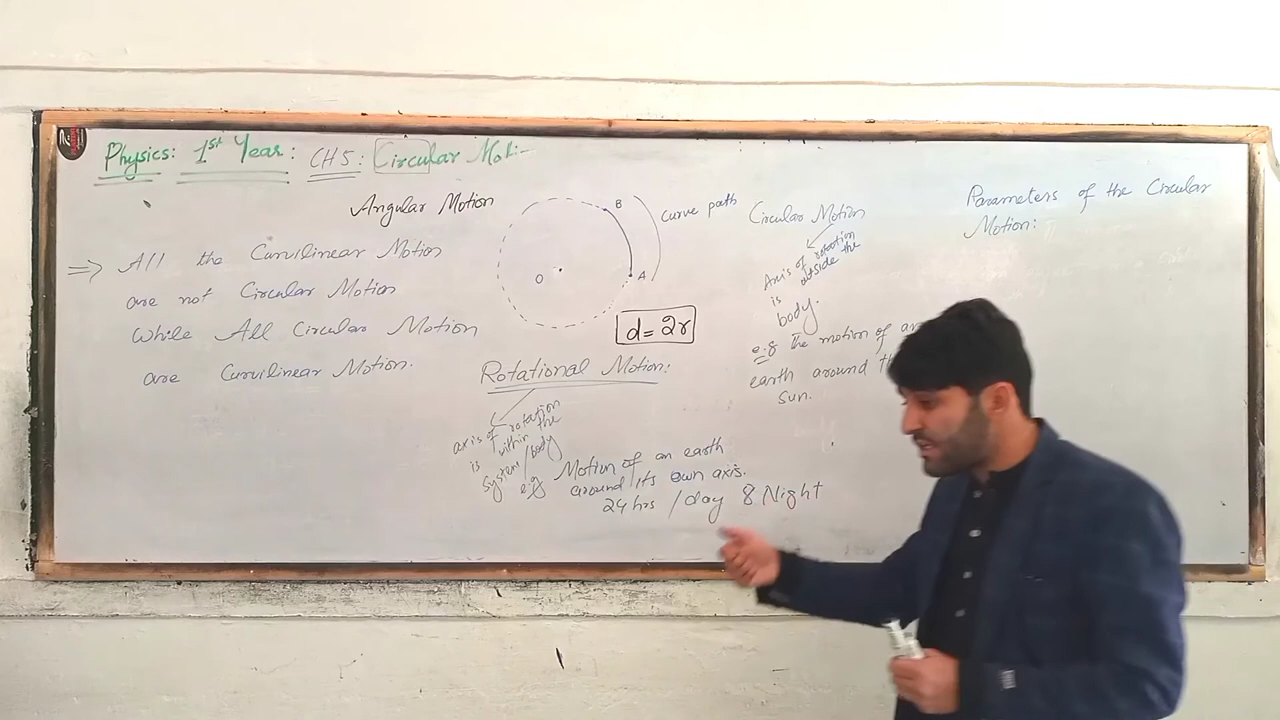 Physics: 1st Year: CH5: Circular Moti
Angular Motion
⇒ All the Curvilinear Motion
are not Circular Motion
While All Circular Motion
are Curvilinear Motion.
B
curve path
A
O
d=2r
Rotational Motion:
axis of rotation
is within the
system/body
e.g Motion of an earth
around its own axis.
24 hrs / day & Night
Circular Motion
Axis of rotation
is outside the
body.
e.g the motion of an
earth around
sun.
Parameters of the Circular
Motion: